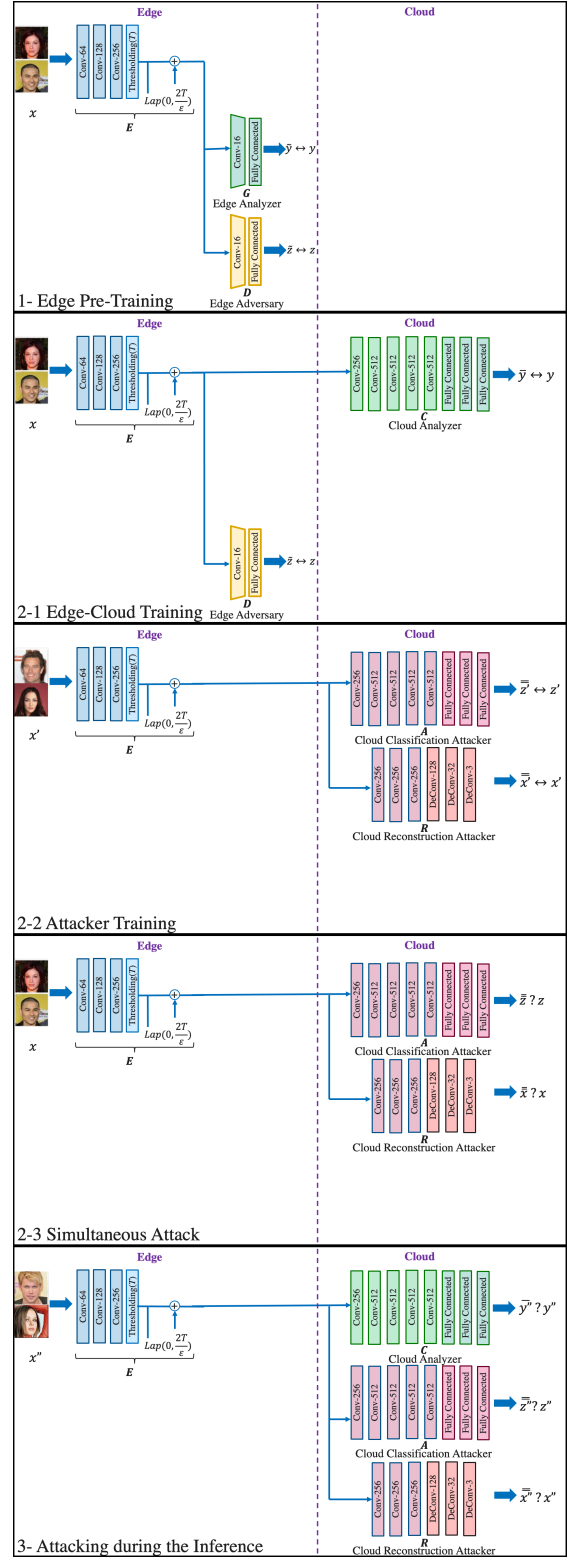 Edge
Cloud
Conv-64
Conv-128
Conv-256
Thresholding(T)
Lap(0, 2T/ε)
x
E
Conv-16
Fully Connected
ỹ ↔ y
G
Edge Analyzer
Conv-16
Fully Connected
z̃ ↔ z
D
Edge Adversary
1- Edge Pre-Training
Edge
Cloud
Conv-64
Conv-128
Conv-256
Thresholding(T)
Lap(0, 2T/ε)
x
E
Conv-256
Conv-512
Conv-512
Conv-512
Conv-512
Fully Connected
Fully Connected
Fully Connected
ȳ ↔ y
C
Cloud Analyzer
Conv-16
Fully Connected
z̃ ↔ z
D
Edge Adversary
2-1 Edge-Cloud Training
Edge
Cloud
Conv-64
Conv-128
Conv-256
Thresholding(T)
Lap(0, 2T/ε)
x'
E
Conv-256
Conv-512
Conv-512
Conv-512
Conv-512
Fully Connected
Fully Connected
Fully Connected
z̿' ↔ z'
A
Cloud Classification Attacker
Conv-256
Conv-256
Conv-256
DeConv-128
DeConv-32
DeConv-3
x̿' ↔ x'
R
Cloud Reconstruction Attacker
2-2 Attacker Training
Edge
Cloud
Conv-64
Conv-128
Conv-256
Thresholding(T)
Lap(0, 2T/ε)
x
E
Conv-256
Conv-512
Conv-512
Conv-512
Conv-512
Fully Connected
Fully Connected
Fully Connected
z̿ ? z
A
Cloud Classification Attacker
Conv-256
Conv-256
Conv-256
DeConv-128
DeConv-32
DeConv-3
x̿ ? x
R
Cloud Reconstruction Attacker
2-3 Simultaneous Attack
Edge
Cloud
Conv-64
Conv-128
Conv-256
Thresholding(T)
Lap(0, 2T/ε)
x"
E
Conv-256
Conv-512
Conv-512
Conv-512
Conv-512
Fully Connected
Fully Connected
Fully Connected
ȳ" ? y"
C
Cloud Analyzer
Conv-256
Conv-512
Conv-512
Conv-512
Conv-512
Fully Connected
Fully Connected
Fully Connected
z̿"? z"
A
Cloud Classification Attacker
Conv-256
Conv-256
Conv-256
DeConv-128
DeConv-32
DeConv-3
x̿" ? x"
R
Cloud Reconstruction Attacker
3- Attacking during the Inference